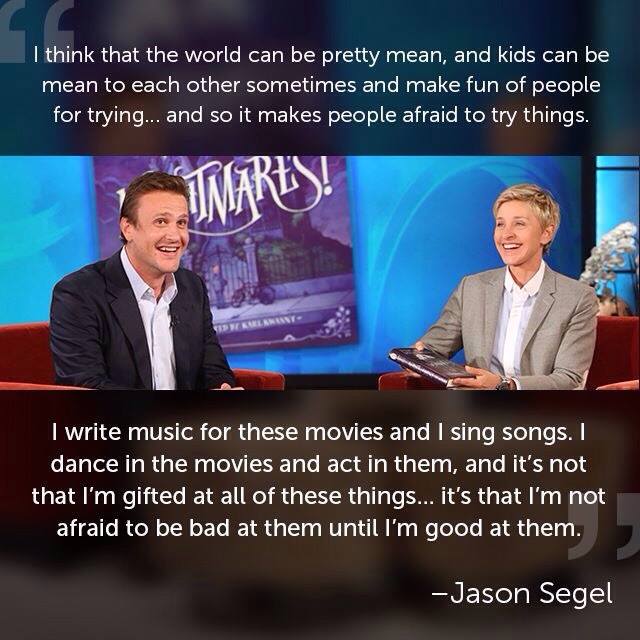 I think that the world can be pretty mean, and kids can be
mean to each other sometimes and make fun of people
for trying... and so it makes people afraid to try things.
I write music for these movies and I sing songs. I
dance in the movies and act in them, and it's not
that I'm gifted at all of these things... it's that I'm not
afraid to be bad at them until I'm good at them.
–Jason Segel